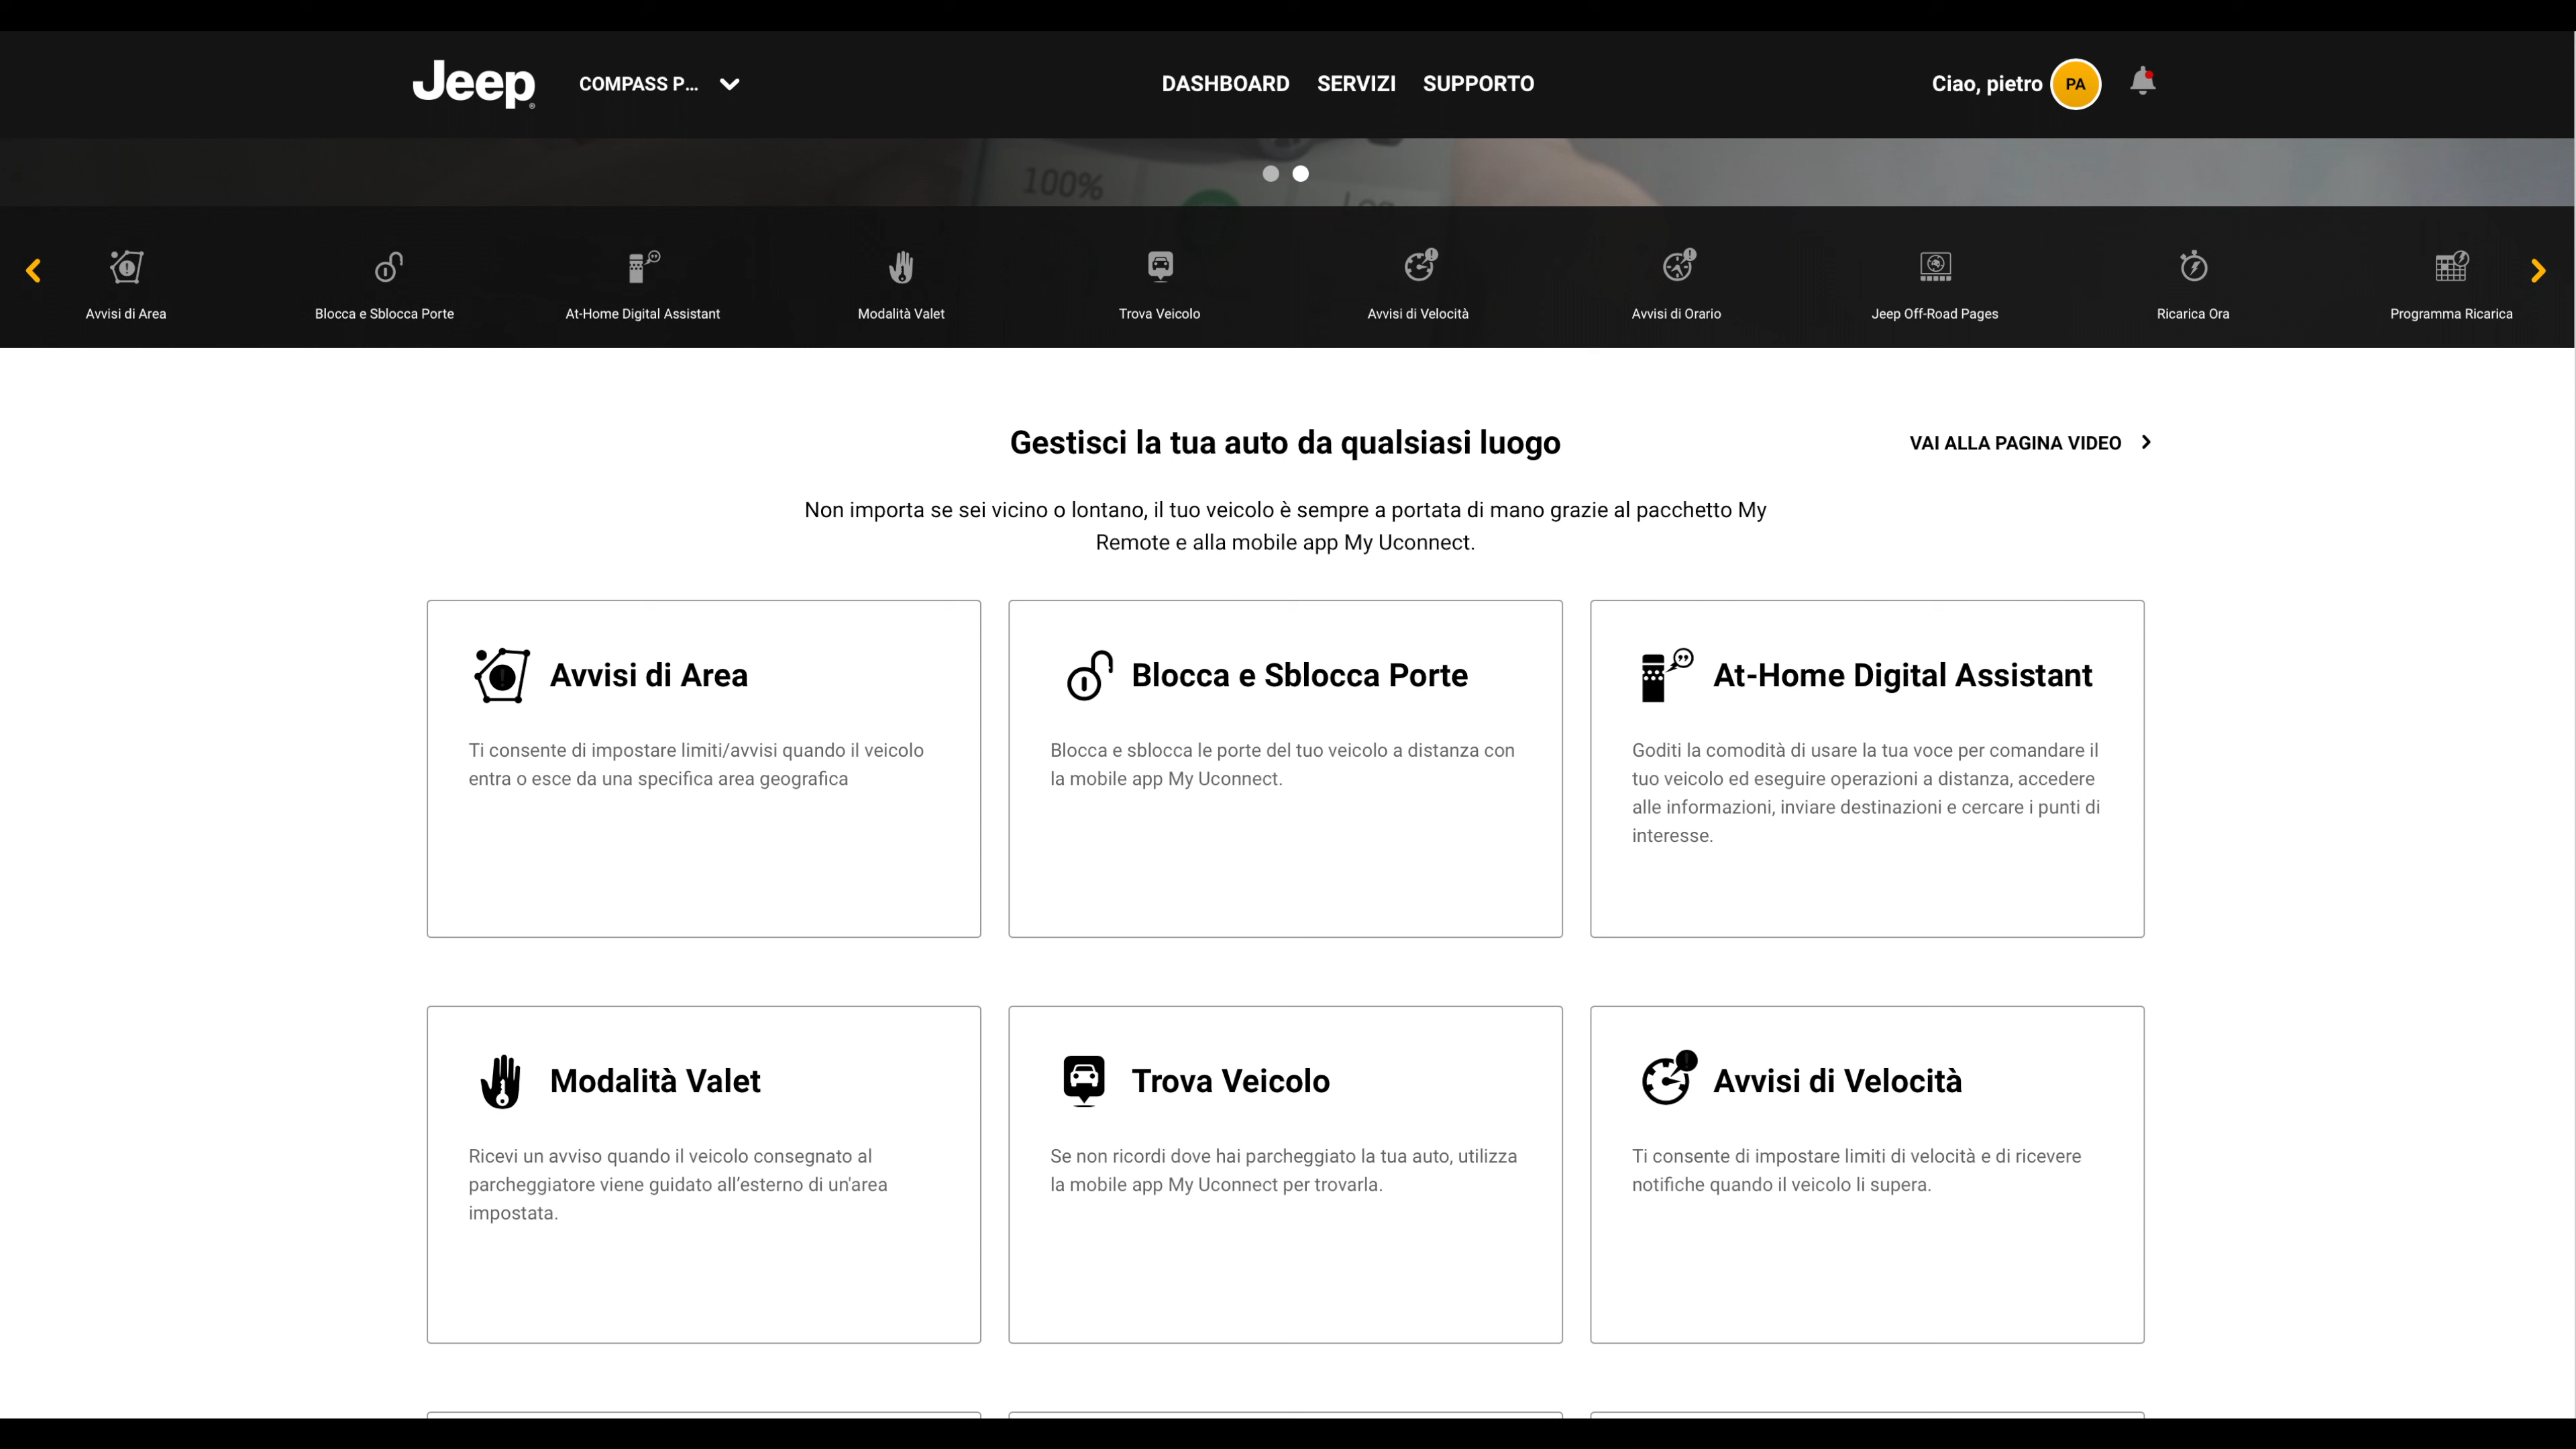 Jeep
COMPASS P...
DASHBOARD SERVIZI SUPPORTO
Ciao, pietro PA
100%
Avvisi di Area
Blocca e Sblocca Porte
At-Home Digital Assistant
Modalità Valet
Trova Veicolo
Avvisi di Velocità
Avvisi di Orario
Jeep Off-Road Pages
Ricarica Ora
Programma Ricarica
Gestisci la tua auto da qualsiasi luogo
VAI ALLA PAGINA VIDEO
Non importa se sei vicino o lontano, il tuo veicolo è sempre a portata di mano grazie al pacchetto My
Remote e alla mobile app My Uconnect.
Avvisi di Area
Ti consente di impostare limiti/avvisi quando il veicolo
entra o esce da una specifica area geografica
Blocca e Sblocca Porte
Blocca e sblocca le porte del tuo veicolo a distanza con
la mobile app My Uconnect.
At-Home Digital Assistant
Goditi la comodità di usare la tua voce per comandare il
tuo veicolo ed eseguire operazioni a distanza, accedere
alle informazioni, inviare destinazioni e cercare i punti di
interesse.
Modalità Valet
Ricevi un avviso quando il veicolo consegnato al
parcheggiatore viene guidato all’esterno di un'area
impostata.
Trova Veicolo
Se non ricordi dove hai parcheggiato la tua auto, utilizza
la mobile app My Uconnect per trovarla.
Avvisi di Velocità
Ti consente di impostare limiti di velocità e di ricevere
notifiche quando il veicolo li supera.